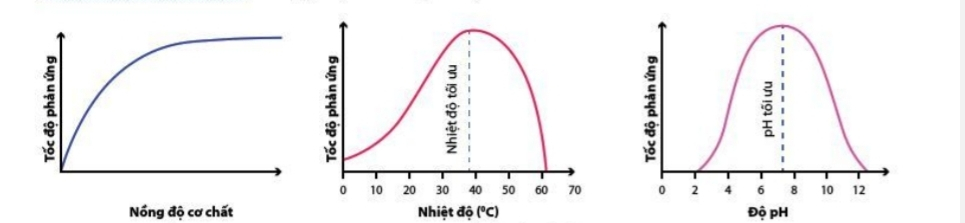 Tốc độ phản ứng
Nồng độ cơ chất
Tốc độ phản ứng
Nhiệt độ tối ưu
0 10 20 30 40 50 60 70
Nhiệt độ (⁰C)
Tốc độ phản ứng
pH tối ưu
0 2 4 6 8 10 12
Độ pH